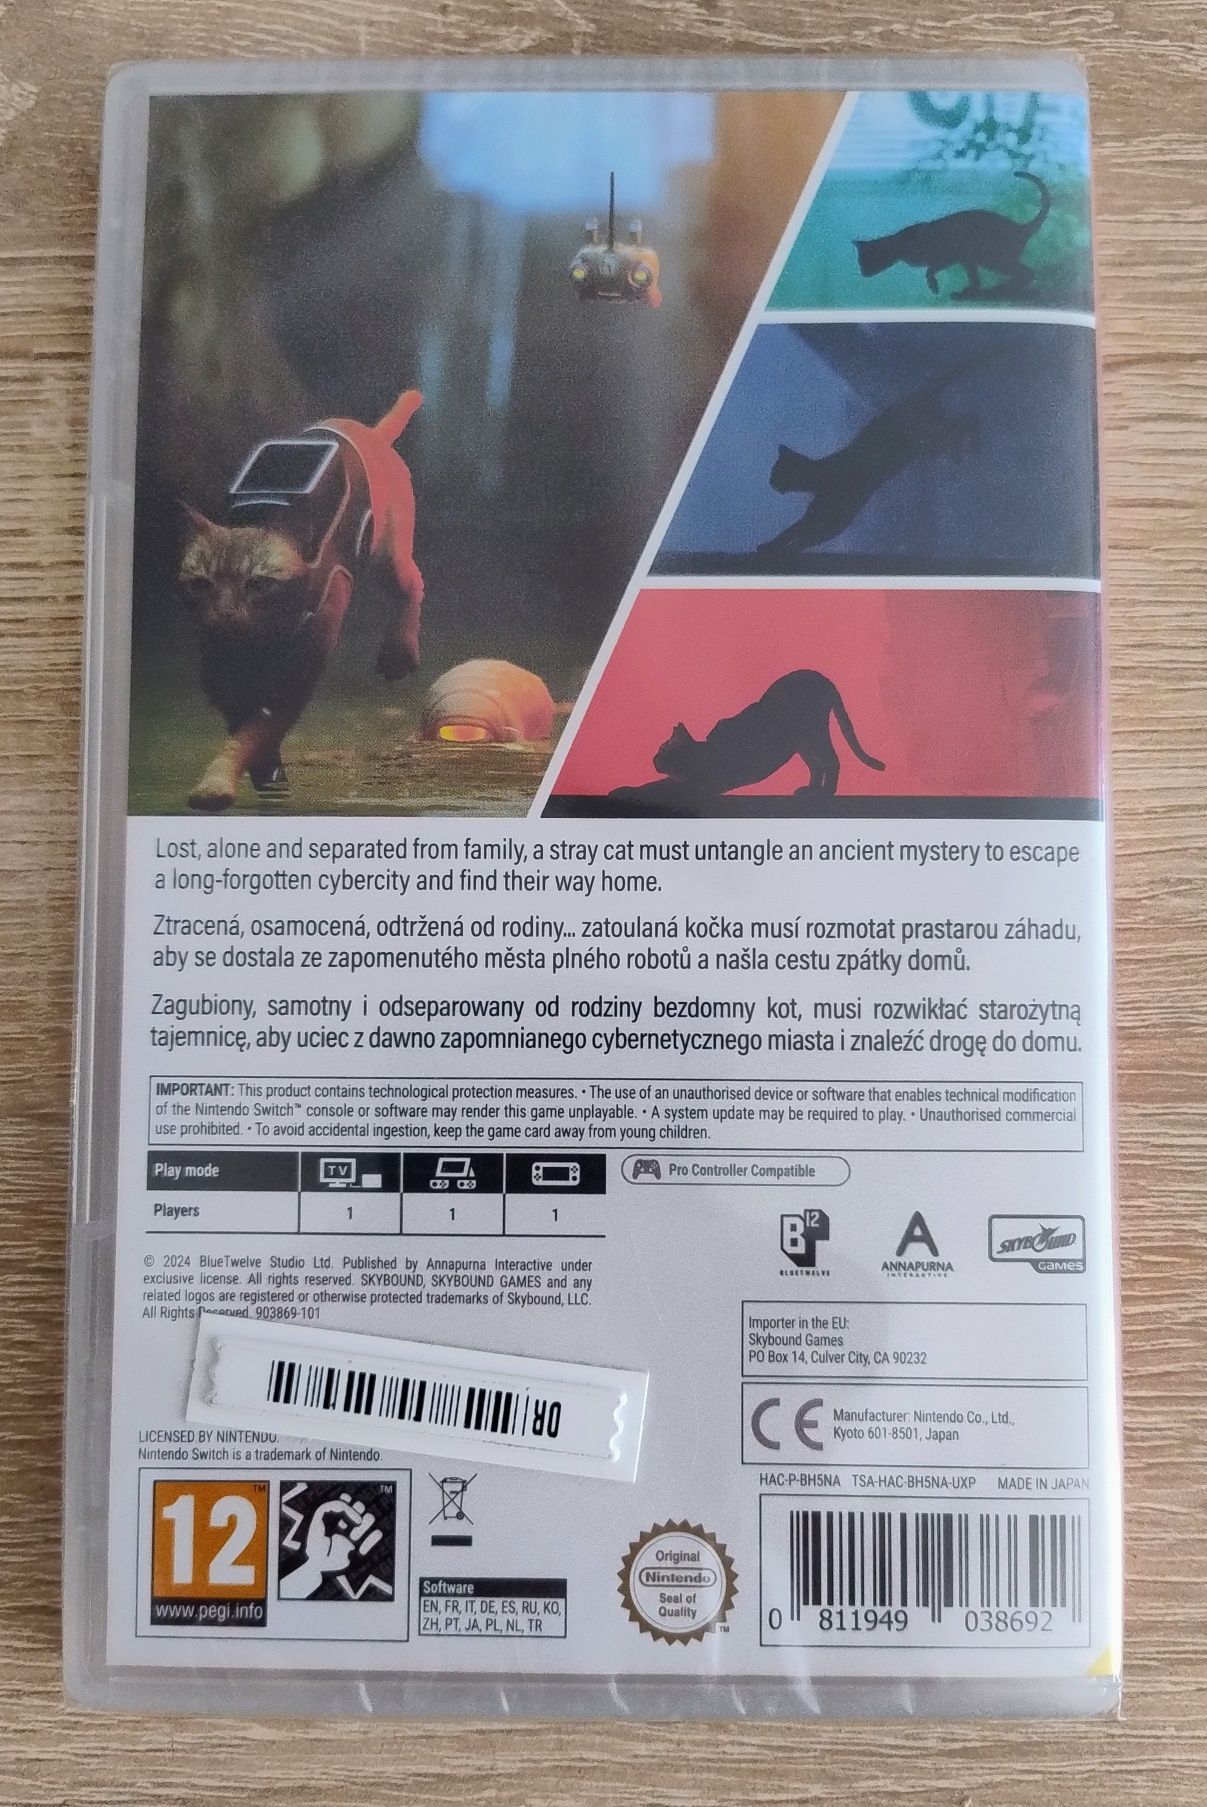 Lost, alone and separated from family, a stray cat must untangle an ancient mystery to escape
a long-forgotten cybercity and find their way home.
Ztracená, osamocená, odtržená od rodiny... zatoulaná kočka musí rozmotat prastarou záhadu,
aby se dostala ze zapomenutého města plného robotů a našla cestu zpátky domů.
Zagubiony, samotny i odseparowany od rodziny bezdomny kot, musi rozwikłać starożytną
tajemnicę, aby uciec z dawno zapomnianego cybernetycznego miasta i znaleźć drogę do domu.
IMPORTANT: This product contains technological protection measures. • The use of an unauthorised device or software that enables technical modification
of the Nintendo Switch™ console or software may render this game unplayable. • A system update may be required to play. • Unauthorised commercial
use prohibited. • To avoid accidental ingestion, keep the game card away from young children.
Play mode TV
Pro Controller Compatible
Players 1 1 1
B12
BLUETWELVE
A
ANNAPURNA
INTERACTIVE
SKYBOUND
GAMES
© 2024 BlueTwelve Studio Ltd. Published by Annapurna Interactive under
exclusive license. All rights reserved. SKYBOUND, SKYBOUND GAMES and any
related logos are registered or otherwise protected trademarks of Skybound, LLC.
All Rights Reserved. 903869-101
Importer in the EU:
Skybound Games
PO Box 14, Culver City, CA 90232
CE
Manufacturer: Nintendo Co., Ltd.,
Kyoto 601-8501, Japan
LICENSED BY NINTENDO.
Nintendo Switch is a trademark of Nintendo.
HAC-P-BH5NA TSA-HAC-BH5NA-UXP MADE IN JAPAN
12
TM
www.pegi.info
TM
Software
EN, FR, IT, DE, ES, RU, KO,
ZH, PT, JA, PL, NL, TR
Original
Nintendo
Seal of
Quality
TM
0 811949 038692